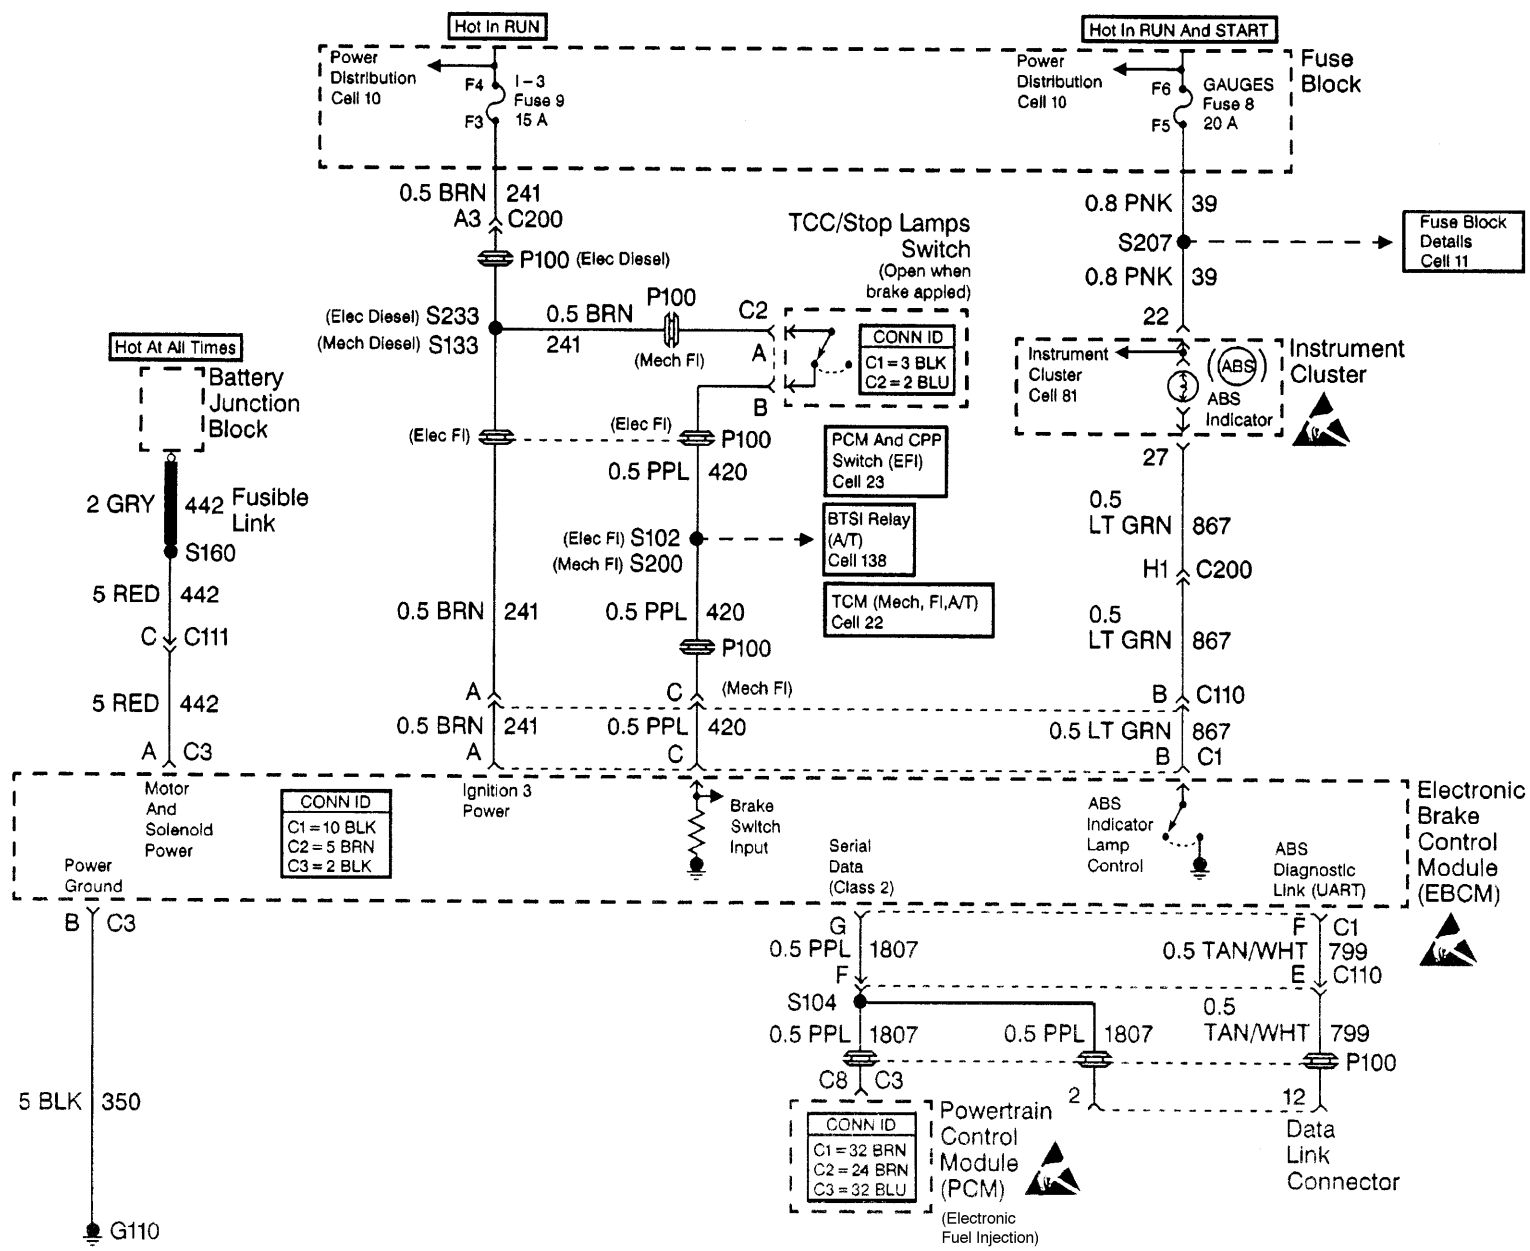 Hot In RUN
Hot In RUN And START
Power
Distribution
Cell 10
F4
F3
I-3
Fuse 9
15 A
Power
Distribution
Cell 10
F6
F5
GAUGES
Fuse 8
20 A
Fuse
Block
0.5 BRN 241
A3 C200
P100 (Elec Diesel)
(Elec Diesel) S233
(Mech Diesel) S133
0.5 BRN
241
P100
(Mech FI)
TCC/Stop Lamps
Switch
(Open when
brake appled)
C2
A
B
CONN ID
C1=3 BLK
C2=2 BLU
0.8 PNK 39
S207
0.8 PNK 39
22
Fuse Block
Details
Cell 11
Instrument
Cluster
Cell 81
ABS
ABS
Indicator
Instrument
Cluster
27
Hot At All Times
Battery
Junction
Block
2 GRY 442 Fusible
Link
S160
5 RED 442
C C111
5 RED 442
A C3
(Elec FI)
(Elec FI)
P100
0.5 PPL 420
(Elec FI) S102
(Mech FI) S200
0.5 BRN 241
0.5 PPL 420
P100
(Mech FI)
A
C
0.5 BRN 241
0.5 PPL 420
A
C
PCM And CPP
Switch (EFI)
Cell 23
BTSI Relay
(A/T)
Cell 138
TCM (Mech, FI,A/T)
Cell 22
0.5
LT GRN 867
H1 C200
0.5
LT GRN 867
B C110
0.5 LT GRN 867
B C1
Motor
And
Solenoid
Power
Power
Ground
CONN ID
C1=10 BLK
C2=5 BRN
C3=2 BLK
Ignition 3
Power
Brake
Switch
Input
Serial
Data
(Class 2)
ABS
Indicator
Lamp
Control
ABS
Diagnostic
Link (UART)
Electronic
Brake
Control
Module
(EBCM)
B C3
5 BLK 350
G110
G
0.5 PPL 1807
F
S104
0.5 PPL 1807
0.5 PPL 1807
C8 C3
2
F C1
0.5 TAN/WHT 799
E C110
0.5
TAN/WHT 799
P100
12
CONN ID
C1=32 BRN
C2=24 BRN
C3=32 BLU
Powertrain
Control
Module
(PCM)
(Electronic
Fuel Injection)
Data
Link
Connector